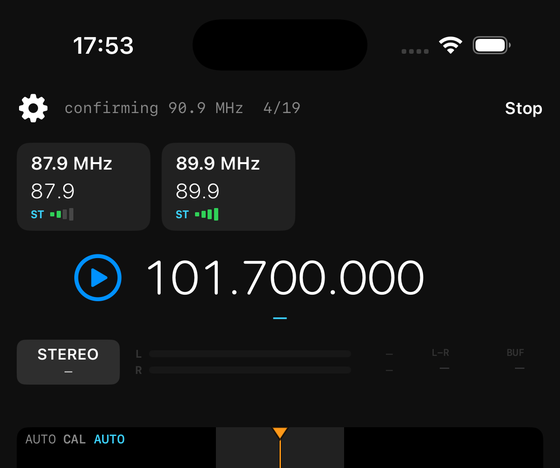 17:53
confirming 90.9 MHz 4/19 Stop
87.9 MHz
87.9
ST
89.9 MHz
89.9
ST
101.700.000
STEREO
—
L — L-R BUF
R — — —
AUTO CAL AUTO